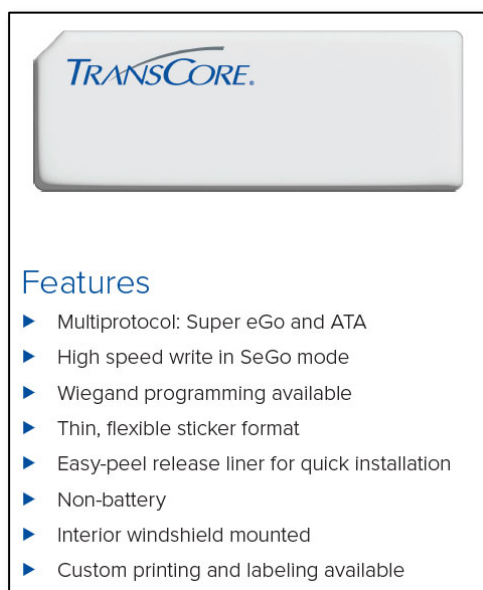 TRANSCORE®
Features
▶ Multiprotocol: Super eGo and ATA
▶ High speed write in SeGo mode
▶ Wiegand programming available
▶ Thin, flexible sticker format
▶ Easy-peel release liner for quick installation
▶ Non-battery
▶ Interior windshield mounted
▶ Custom printing and labeling available